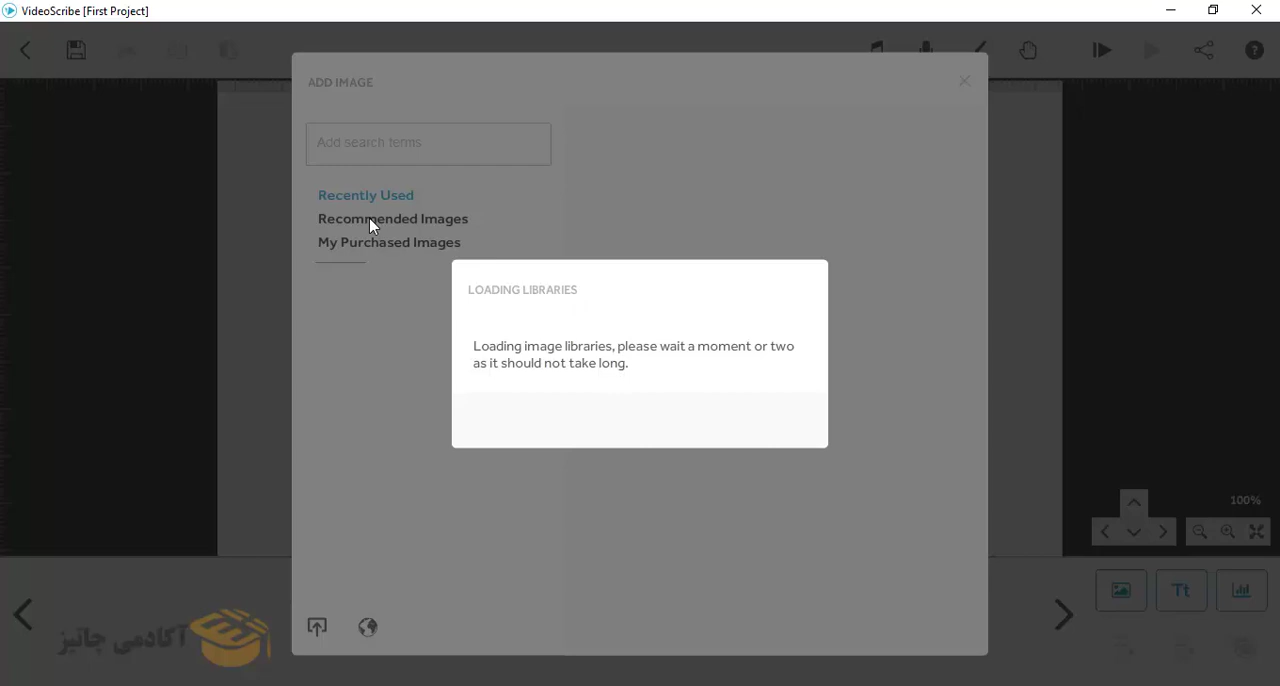 VideoScribe [First Project]
ADD IMAGE
Add search terms
Recently Used
Recommended Images
My Purchased Images
LOADING LIBRARIES
Loading image libraries, please wait a moment or two
as it should not take long.
100%
Tt
آکادمی جانیز